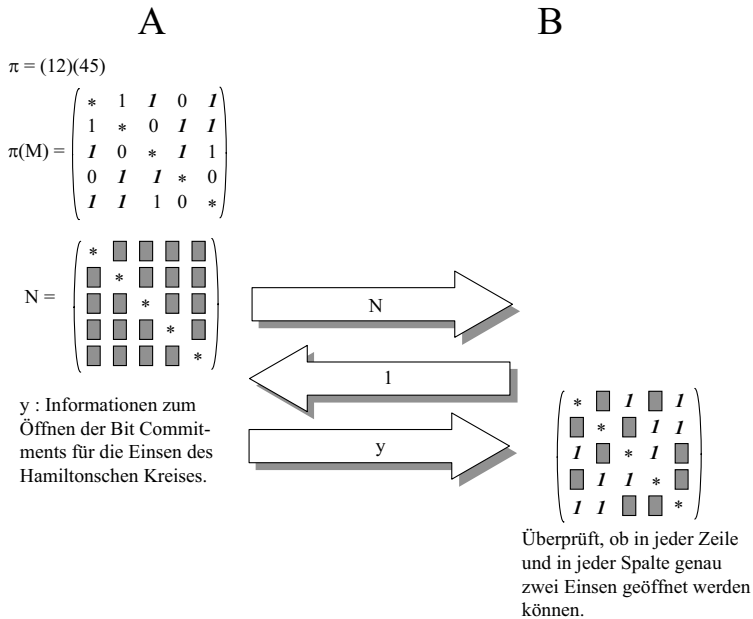 A
B
π = (12)(45)
* 1 1 0 1
1 * 0 1 1
π(M) =
1 0 * 1 1
0 1 1 * 0
1 1 1 0 *
*
*
N =
*
*
*
N
1
y
y : Informationen zum
Öffnen der Bit Commit-
ments für die Einsen des
Hamiltonschen Kreises.
* 1 1
* 1 1
1 * 1
1 1 *
1 1 *
Überprüft, ob in jeder Zeile
und in jeder Spalte genau
zwei Einsen geöffnet werden
können.